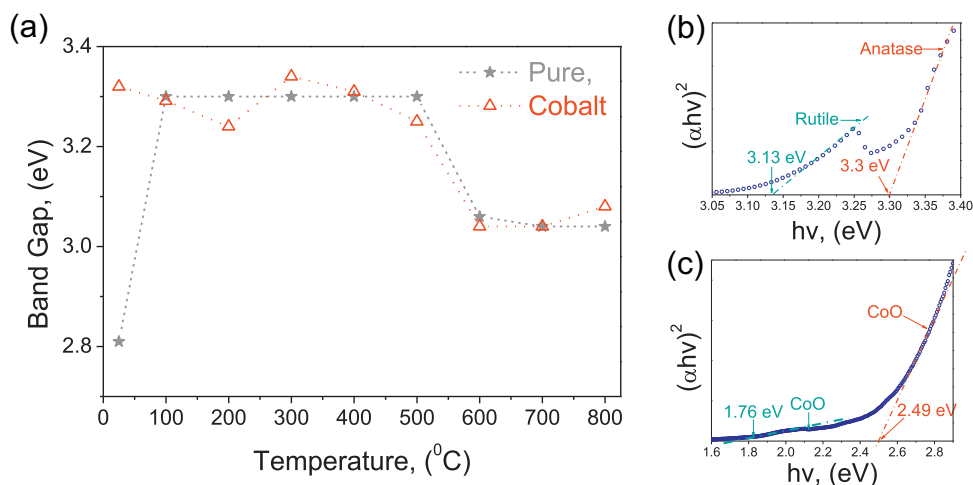 (a)
3.4
3.2
3.0
2.8
Band Gap, (eV)
Pure,
Cobalt
0 100 200 300 400 500 600 700 800
Temperature, (⁰C)
(b)
Anatase
Rutile
3.13 eV
3.3 eV
(αhν)²
3.05 3.10 3.15 3.20 3.25 3.30 3.35 3.40
hν, (eV)
(c)
CoO
1.76 eV
CoO
2.49 eV
(αhν)²
1.6 1.8 2.0 2.2 2.4 2.6 2.8
hν, (eV)